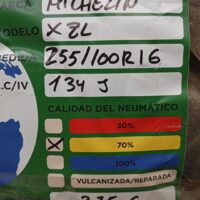 MARCA MICHELIN
MODELO XZL
MEDIDA 255/100R16
I.C/IV 134 J
CALIDAD DEL NEUMÁTICO
30%
X 70%
100%
VULCANIZADA/REPARADA